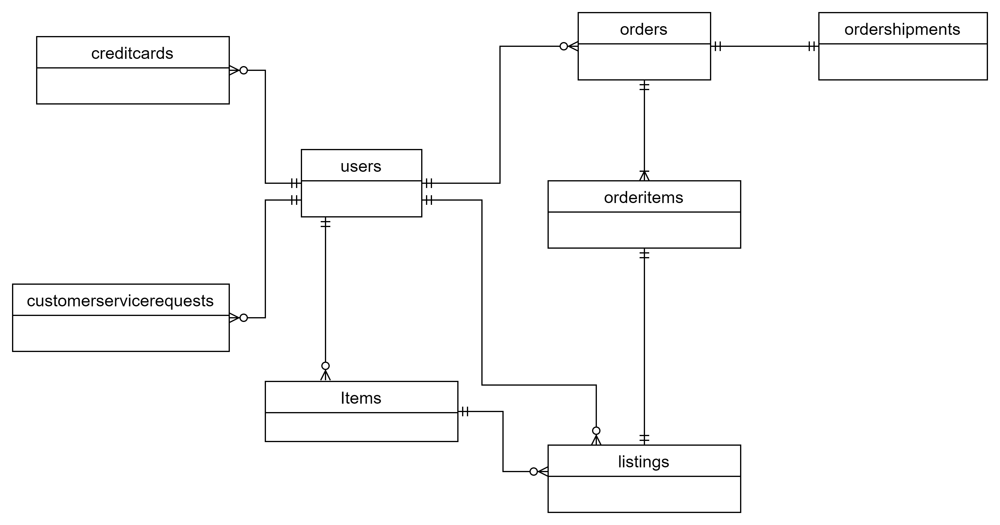 orders
ordershipments
creditcards
users
orderitems
customerservicerequests
Items
listings